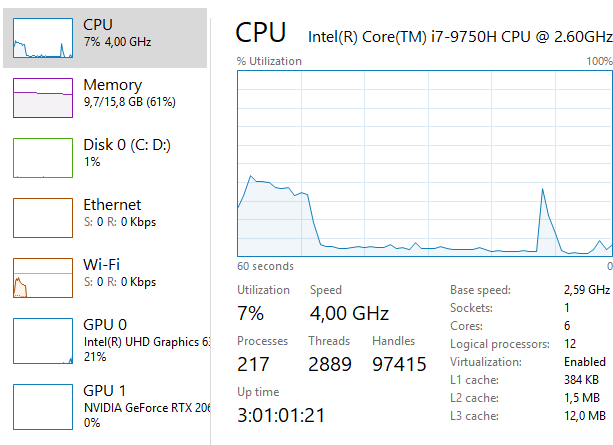 CPU
7% 4,00 GHz
Memory
9,7/15,8 GB (61%)
Disk 0 (C: D:)
1%
Ethernet
S: 0 R: 0 Kbps
Wi-Fi
S: 0 R: 0 Kbps
GPU 0
Intel(R) UHD Graphics 63
21%
GPU 1
NVIDIA GeForce RTX 206
0%
CPU Intel(R) Core(TM) i7-9750H CPU @ 2.60GHz
% Utilization 100%
60 seconds 0
Utilization Speed
7% 4,00 GHz
Processes Threads Handles
217 2889 97415
Up time
3:01:01:21
Base speed: 2,59 GHz
Sockets: 1
Cores: 6
Logical processors: 12
Virtualization: Enabled
L1 cache: 384 KB
L2 cache: 1,5 MB
L3 cache: 12,0 MB